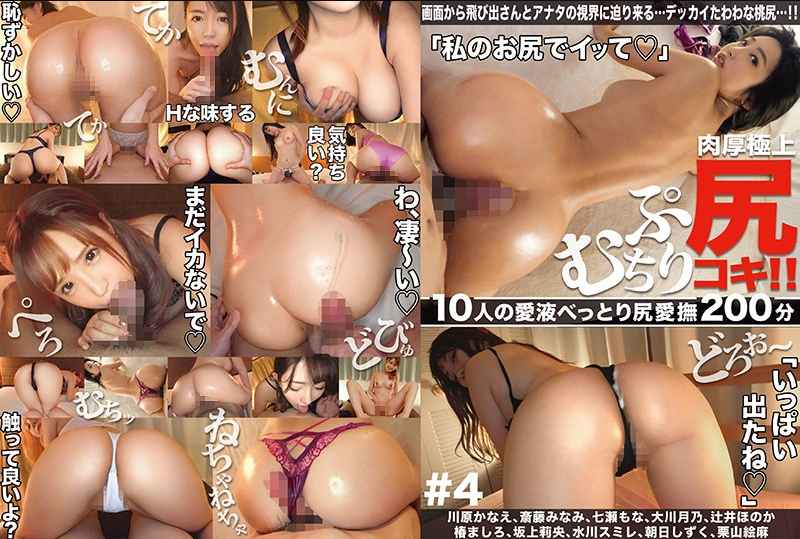 恥ずかしい♡
てか
てか
Hな味する
むんに
気持ち
良い?
まだイカないで♡
ぺろ
わ、凄〜い♡
どびゅ
むちッ
触って良いよ?
ねちゃねちゃ
画面から飛び出さんとアナタの視界に迫り来る…デッカイたわわな桃尻…!!
「私のお尻でイッて♡」
肉厚極上
ぷりむちり
尻コキ!!
10人の愛液べっとり尻愛撫200分
どろぉ〜
「いっぱい
出たね♡」
#4
川原かなえ、斎藤みなみ、七瀬もな、大川月乃、辻井ほのか
椿ましろ、坂上莉央、水川スミレ、朝日しずく、栗山絵麻